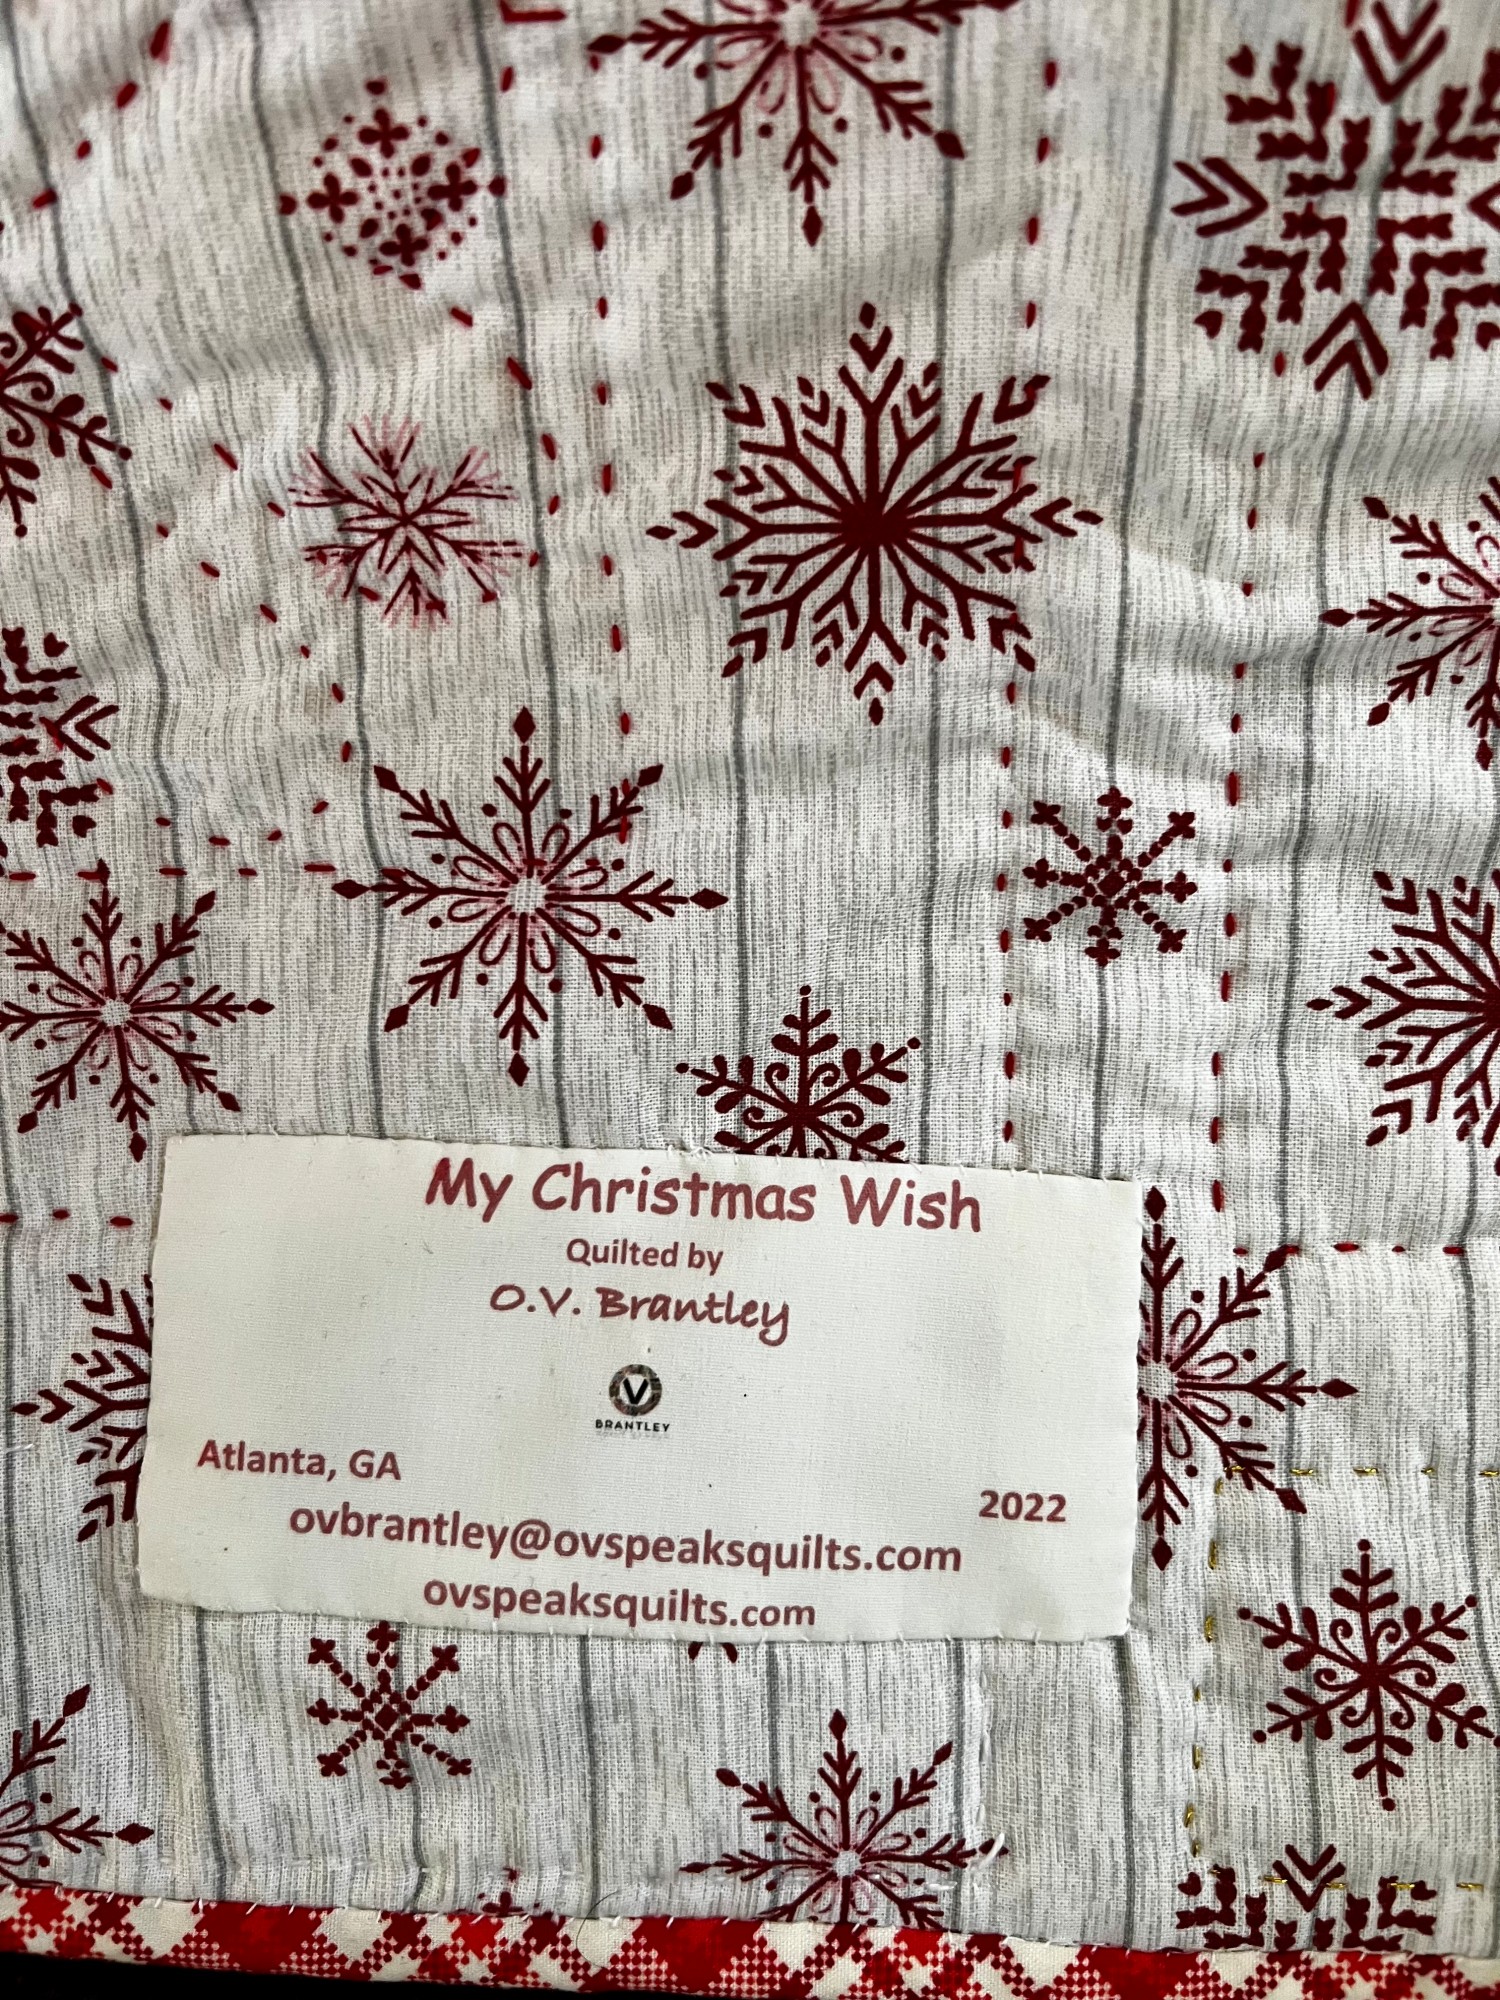 My Christmas Wish
Quilted by
O.V. Brantley
V
BRANTLEY
Atlanta, GA
2022
ovbrantley@ovspeaksquilts.com
ovspeaksquilts.com